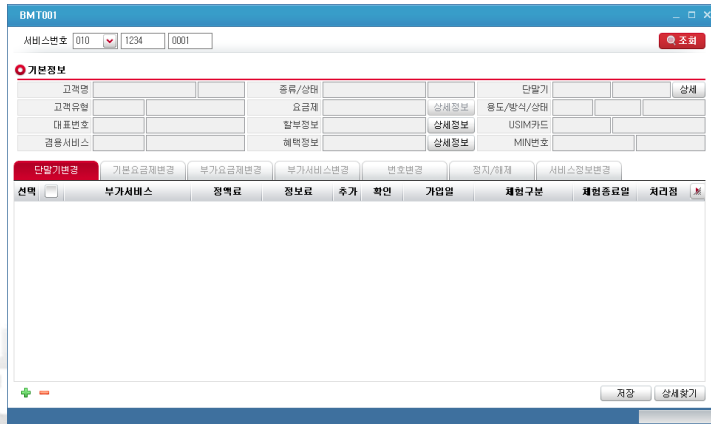 BMT001
서비스번호 010 1234 0001 조회
기본정보
고객명 종류/상태 단말기 상세
고객유형 요금제 상세정보 용도/방식/상태
대표번호 할부정보 상세정보 USIM카드
겸용서비스 혜택정보 상세정보 MIN번호
단말기변경 기본요금제변경 부가요금제변경 부가서비스변경 번호변경 정지/해제 서비스정보변경
선택 부가서비스 정액료 정보료 추가 확인 가입일 체험구분 체험종료일 처리점
저장 상세찾기